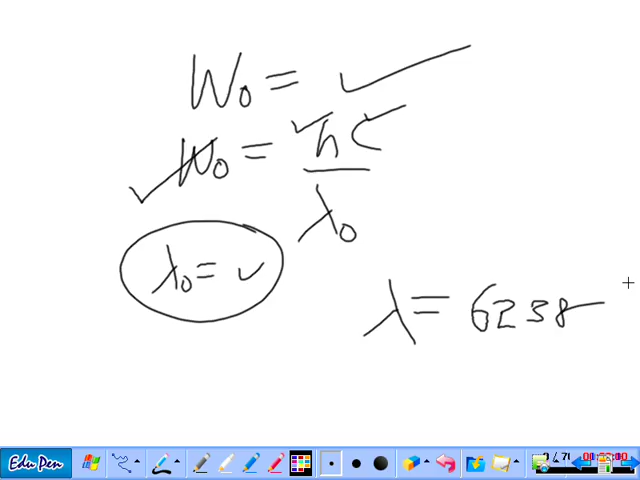 W₀ = ✓
W₀ = hc/λ₀
λ₀ = ✓
λ = 6238
Edu Pen